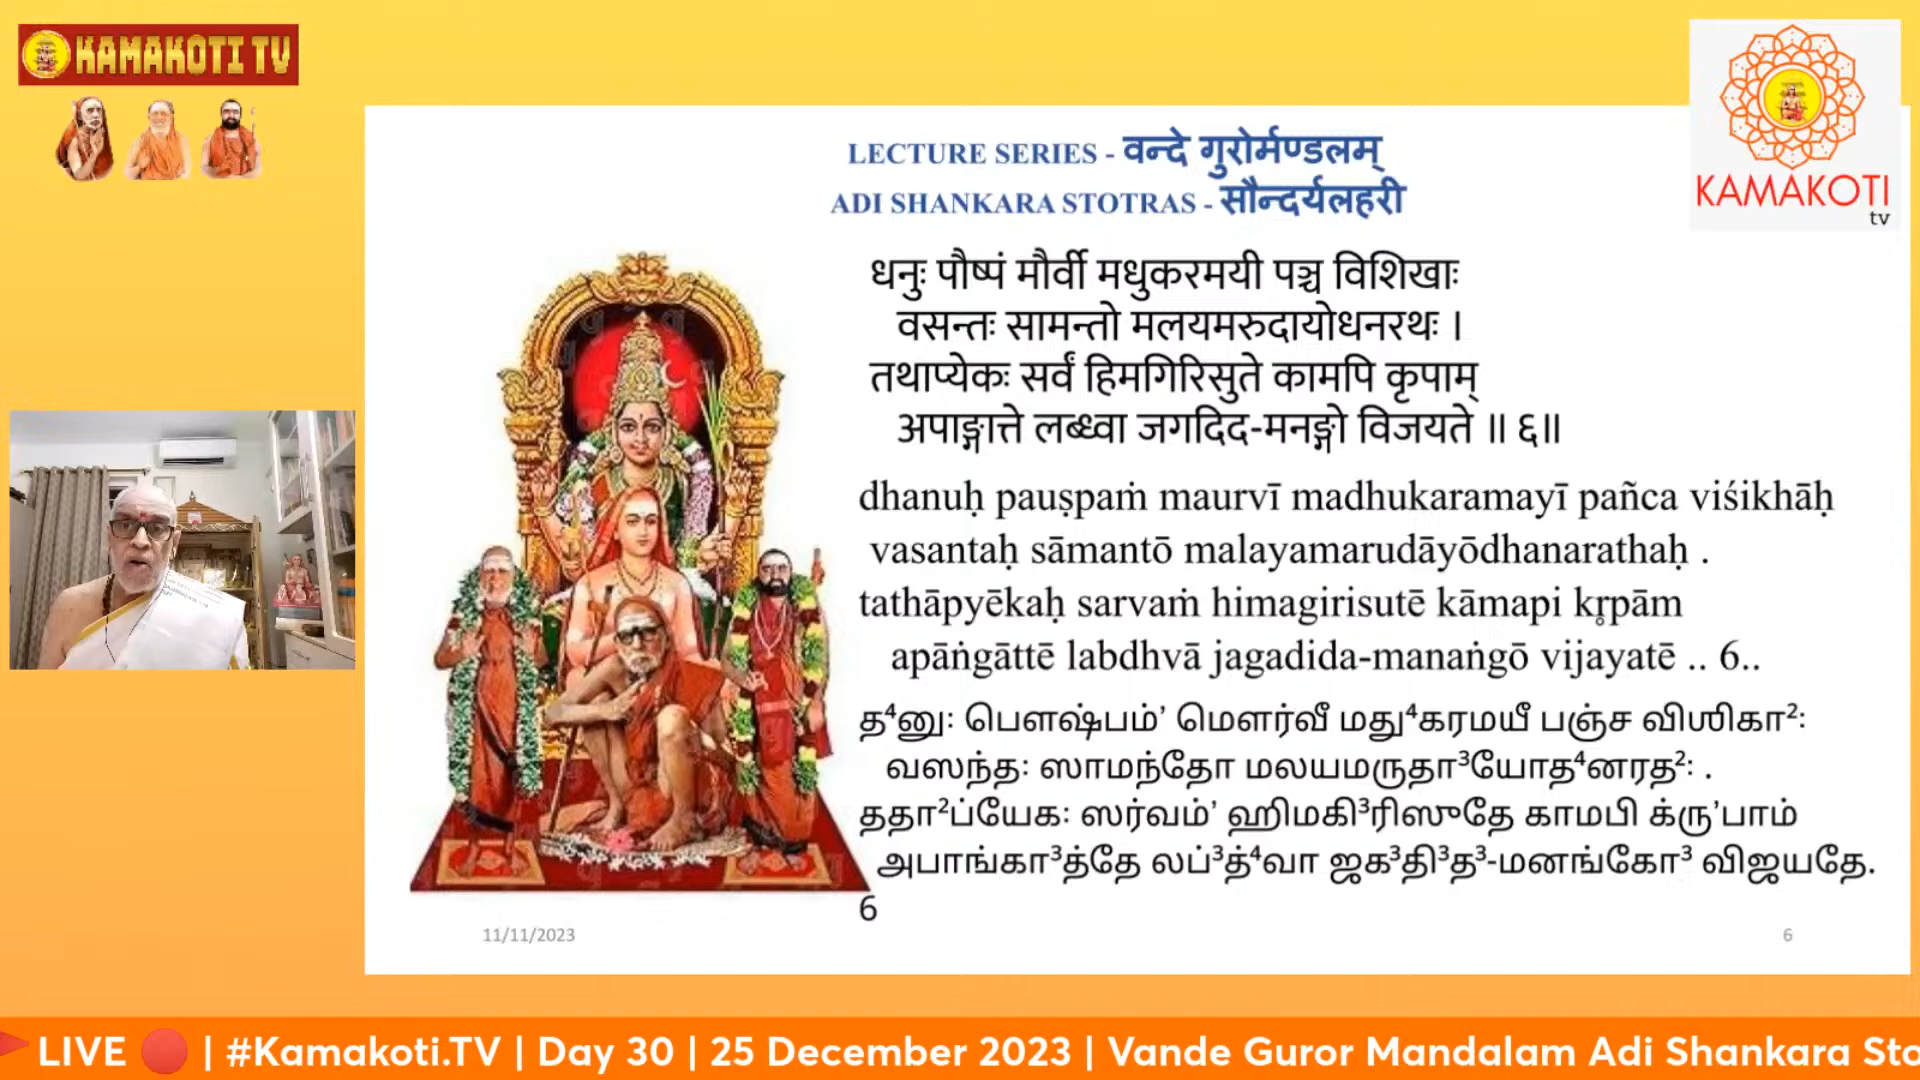 KAMAKOTI TV
KAMAKOTI
tv
LECTURE SERIES - वन्दे गुरोर्मण्डलम्
ADI SHANKARA STOTRAS - सौन्दर्यलहरी
धनुः पौष्पं मौर्वी मधुकरमयी पञ्च विशिखाः
वसन्तः सामन्तो मलयमरुदायोधनरथः ।
तथाप्येकः सर्वं हिमगिरिसुते कामपि कृपाम्
अपाङ्गात्ते लब्ध्वा जगदिद-मनङ्गो विजयते ॥ ६॥
dhanuḥ pauṣpaṁ maurvī madhukaramayī pañca viśikhāḥ
vasantaḥ sāmantō malayamarudāyōdhanarathaḥ .
tathāpyēkaḥ sarvaṁ himagirisutē kāmapi kr̥pām
apāṅgāttē labdhvā jagadida-manaṅgō vijayatē .. 6..
த⁴னு꞉ பௌஷ்பம்ʼ மௌர்வீ மது⁴கரமயீ பஞ்ச விஶிகா²꞉
வஸந்த꞉ ஸாமந்தோ மலயமருதா³யோத⁴னரத²꞉ .
ததா²ப்யேக꞉ ஸர்வம்ʼ ஹிமகி³ரிஸுதே காமபி க்ருʼபாம்
அபாங்கா³த்தே லப்³த்⁴வா ஜக³தி³த³-மனங்கோ³ விஜயதே.
6
11/11/2023
6
LIVE | #Kamakoti.TV | Day 30 | 25 December 2023 | Vande Guror Mandalam Adi Shankara Sto